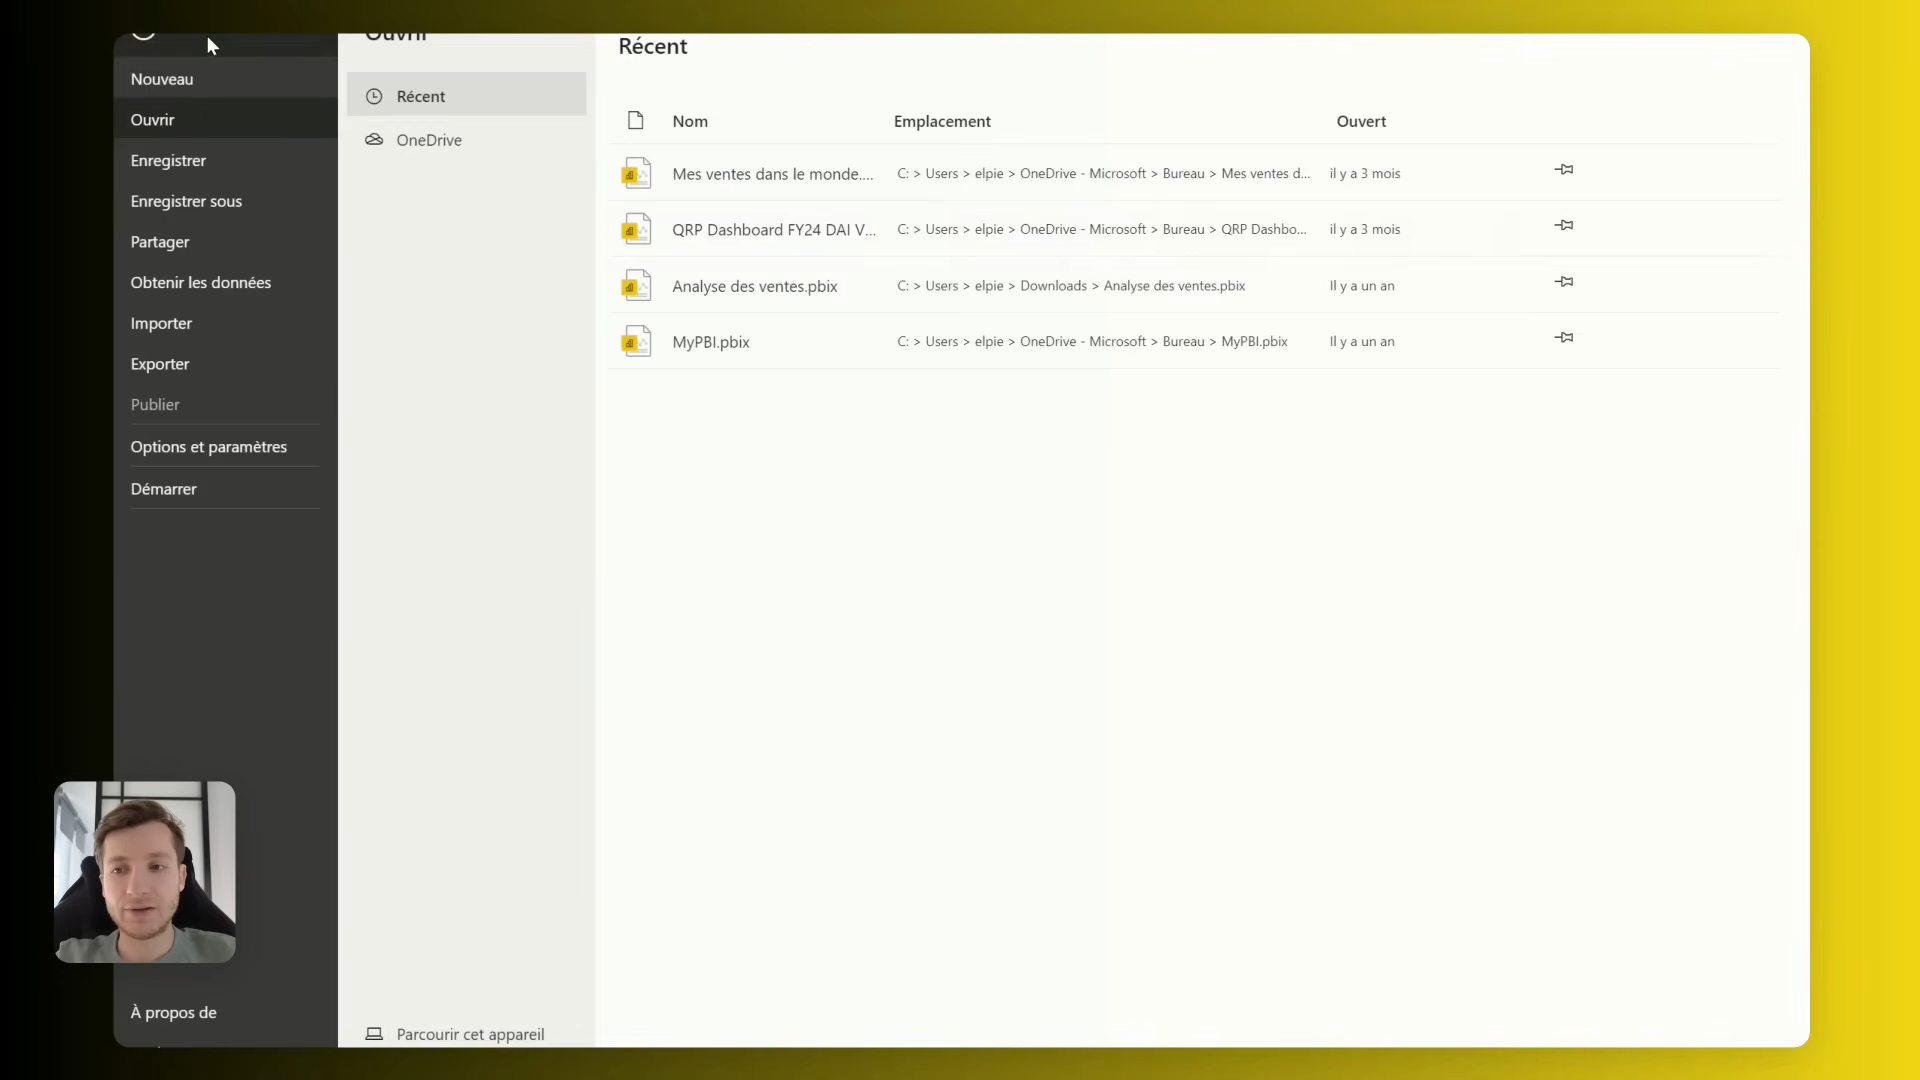 Ouvrir
Récent
Nouveau
Ouvrir
Enregistrer
Enregistrer sous
Partager
Obtenir les données
Importer
Exporter
Publier
Options et paramètres
Démarrer
À propos de
Récent
OneDrive
Parcourir cet appareil
Nom Emplacement Ouvert
Mes ventes dans le monde.... C: > Users > elpie > OneDrive - Microsoft > Bureau > Mes ventes d... il y a 3 mois
QRP Dashboard FY24 DAI V... C: > Users > elpie > OneDrive - Microsoft > Bureau > QRP Dashbo... il y a 3 mois
Analyse des ventes.pbix C: > Users > elpie > Downloads > Analyse des ventes.pbix Il y a un an
MyPBI.pbix C: > Users > elpie > OneDrive - Microsoft > Bureau > MyPBI.pbix Il y a un an